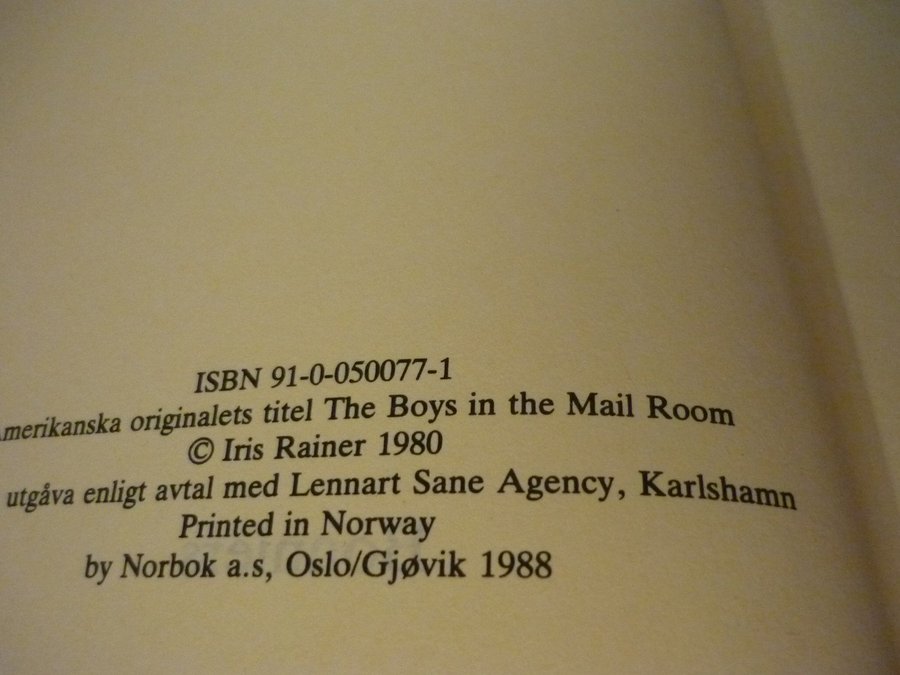 ISBN 91-0-050077-1
merikanska originalets titel The Boys in the Mail Room
© Iris Rainer 1980
utgåva enligt avtal med Lennart Sane Agency, Karlshamn
Printed in Norway
by Norbok a.s, Oslo/Gjøvik 1988